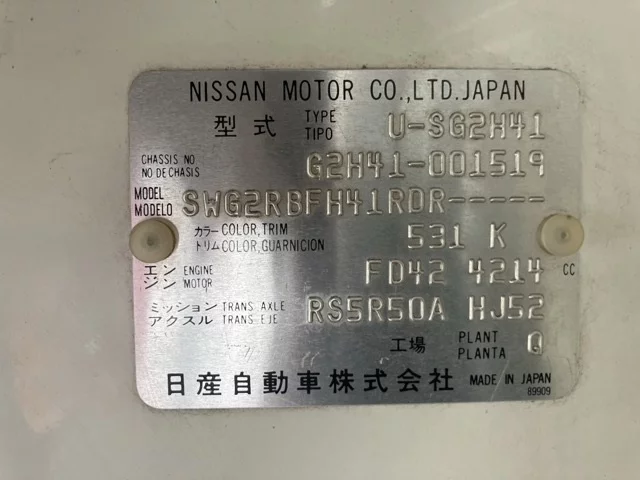 NISSAN MOTOR CO.,LTD.JAPAN
型式 TYPE TIPO U-SG2H41
CHASSIS NO NO DE CHASIS G2H41-001519
MODEL MODELO SWG2RBFH41RDR-----
カラー COLOR,TRIM トリム COLOR,GUARNICION 531 K
エンジン ENGINE MOTOR FD42 4214 CC
ミッション TRANS AXLE アクスル TRANS EJE RS5R50A HJ52
工場 PLANT PLANTA Q
日産自動車株式会社 MADE IN JAPAN
89909